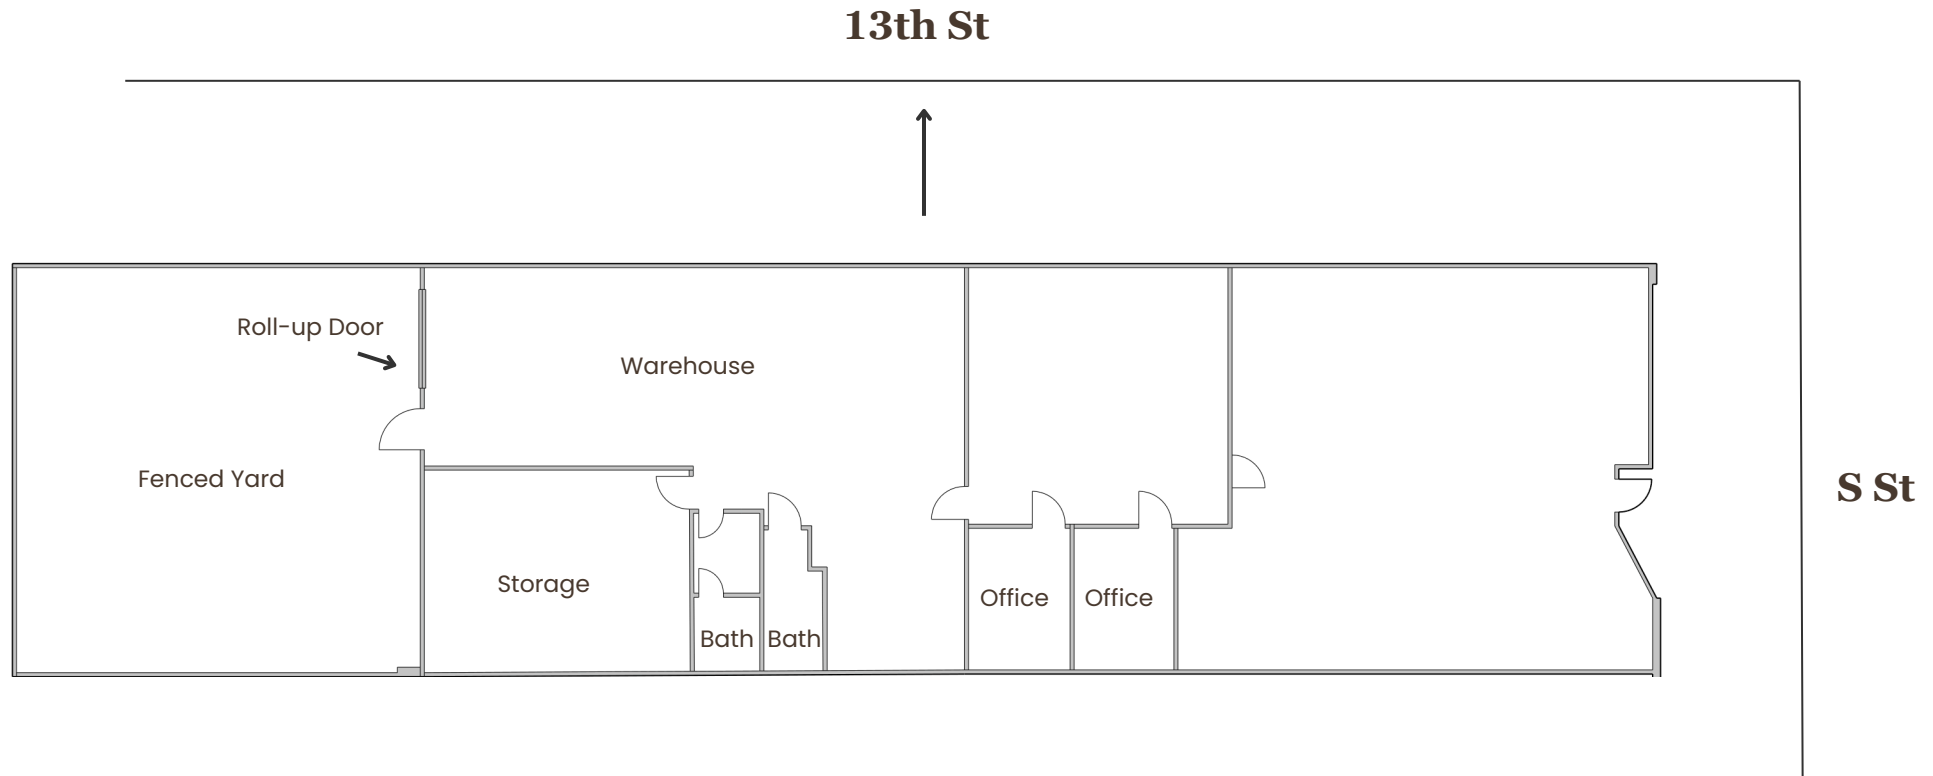 13th St
Roll-up Door
Warehouse
Fenced Yard
S St
Storage
Office
Office
Bath
Bath